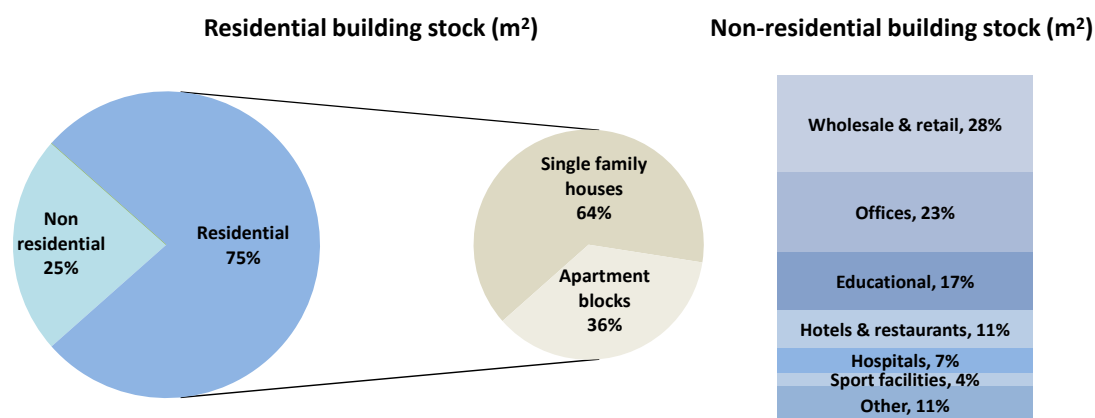 Residential building stock (m²)
Non
residential
25%
Residential
75%
Single family
houses
64%
Apartment
blocks
36%
Non-residential building stock (m²)
Wholesale & retail, 28%
Offices, 23%
Educational, 17%
Hotels & restaurants, 11%
Hospitals, 7%
Sport facilities, 4%
Other, 11%